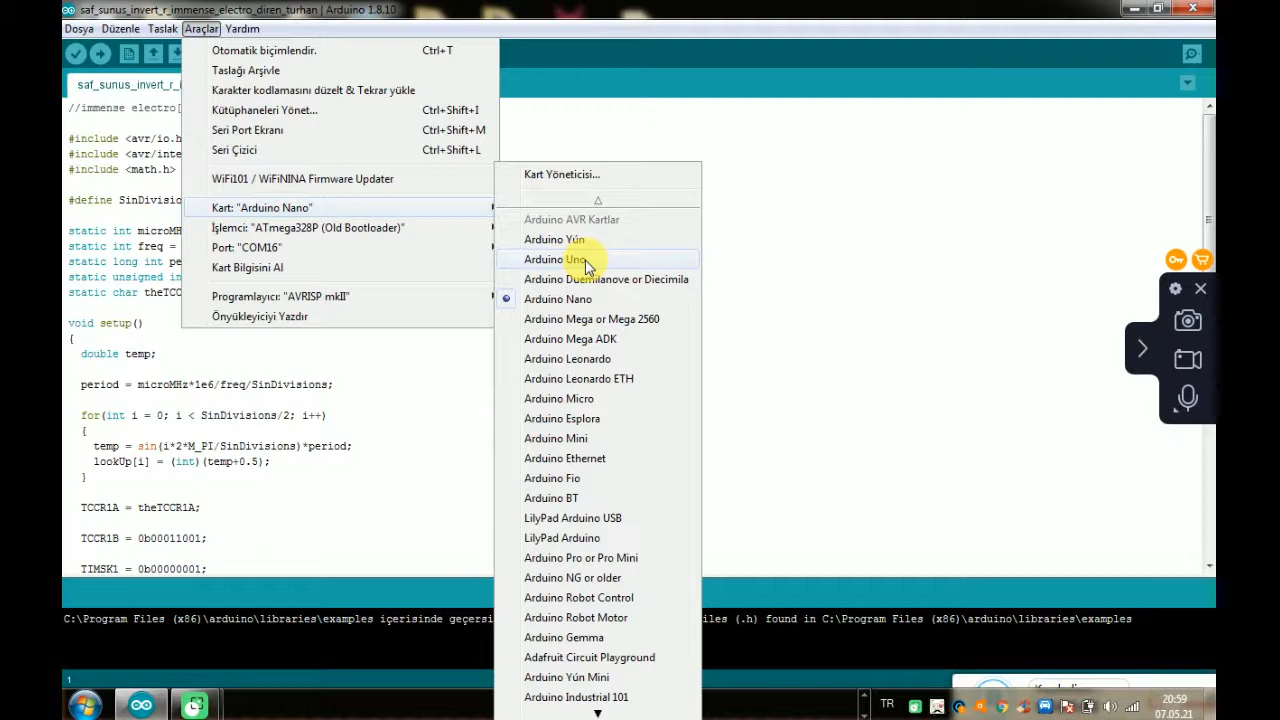 saf_sunus_invert_r_immense_electro_diren_turhan | Arduino 1.8.10
Dosya Düzenle Taslak Araçlar Yardım
saf_sunus_invert_r_i
Otomatik biçimlendir. Ctrl+T
Taslağı Arşivle
Karakter kodlamasını düzelt & Tekrar yükle
Kütüphaneleri Yönet... Ctrl+Shift+I
Seri Port Ekranı Ctrl+Shift+M
Seri Çizici Ctrl+Shift+L
WiFi101 / WiFiNINA Firmware Updater
Kart: "Arduino Nano"
İşlemci: "ATmega328P (Old Bootloader)"
Port: "COM16"
Kart Bilgisini Al
Programlayıcı: "AVRISP mkII"
Önyükleyiciyi Yazdır
Kart Yöneticisi...
Arduino AVR Kartlar
Arduino Yún
Arduino Uno
Arduino Duemilanove or Diecimila
Arduino Nano
Arduino Mega or Mega 2560
Arduino Mega ADK
Arduino Leonardo
Arduino Leonardo ETH
Arduino Micro
Arduino Esplora
Arduino Mini
Arduino Ethernet
Arduino Fio
Arduino BT
LilyPad Arduino USB
LilyPad Arduino
Arduino Pro or Pro Mini
Arduino NG or older
Arduino Robot Control
Arduino Robot Motor
Arduino Gemma
Adafruit Circuit Playground
Arduino Yún Mini
Arduino Industrial 101
//immense electro[
#include <avr/io.h
#include <avr/inte
#include <math.h>
#define SinDivisio
static int microMH
static int freq =
static long int pe
static unsigned in
static char theTCC
void setup()
{
double temp;
period = microMHz*1e6/freq/SinDivisions;
for(int i = 0; i < SinDivisions/2; i++)
{
temp = sin(i*2*M_PI/SinDivisions)*period;
lookUp[i] = (int)(temp+0.5);
}
TCCR1A = theTCCR1A;
TCCR1B = 0b00011001;
TIMSK1 = 0b00000001;
C:\Program Files (x86)\arduino\libraries\examples içerisinde geçersi les (.h) found in C:\Program Files (x86)\arduino\libraries\examples
1
TR
20:59
07.05.21